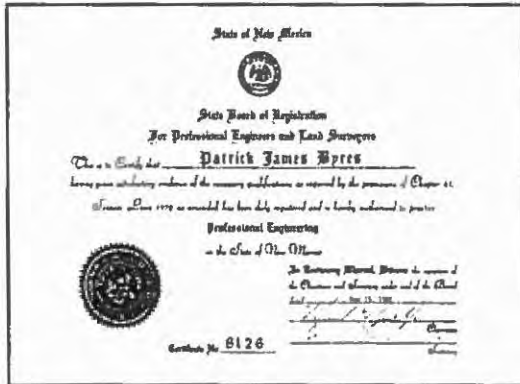 State of New Mexico
State Board of Registration
For Professional Engineers and Land Surveyors
This is to Certify that Patrick James Byres
having given satisfactory evidence of the necessary qualifications as required by the provisions of Chapter 61,
1979 as amended has been duly registered and is hereby authorized to practice
Professional Engineering
in the State of New Mexico
In Testimony Whereof, Witness the signature of
the Chairman and Secretary under seal of the Board
Chairman
Secretary
Certificate No 8126